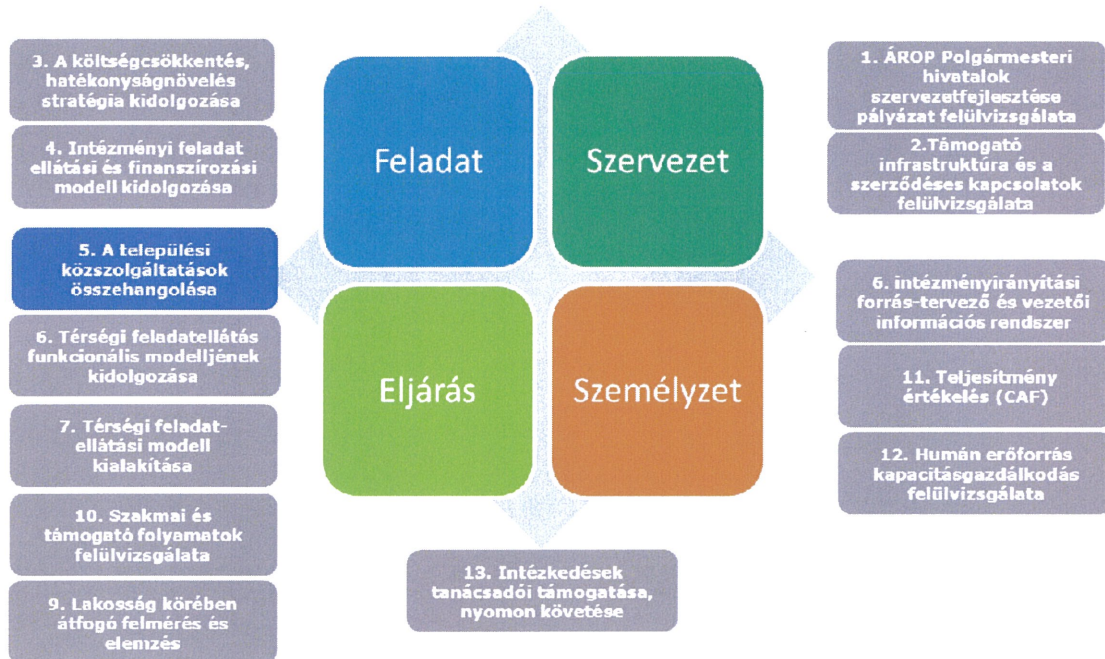 3. A költségcsökkentés,
hatékonyságnövelés
stratégia kidolgozása
4. Intézményi feladat
ellátási és finanszírozási
modell kidolgozása
5. A települési
közszolgáltatások
összehangolása
6. Térségi feladatellátás
funkcionális modelljének
kidolgozása
7. Térségi feladat-
ellátási modell
kialakítása
10. Szakmai és
támogató folyamatok
felülvizsgálata
9. Lakosság körében
átfogó felmérés és
elemzés
Feladat
Szervezet
Eljárás
Személyzet
13. Intézkedések
tanácsadói támogatása,
nyomon követése
1. ÁROP Polgármesteri
hivatalok
szervezetfejlesztése
pályázat felülvizsgálata
2.Támogató
infrastruktúra és a
szerződéses kapcsolatok
felülvizsgálata
6. intézményirányítási
forrás-tervező és vezetői
információs rendszer
11. Teljesítmény
értékelés (CAF)
12. Humán erőforrás
kapacitásgazdálkodás
felülvizsgálata